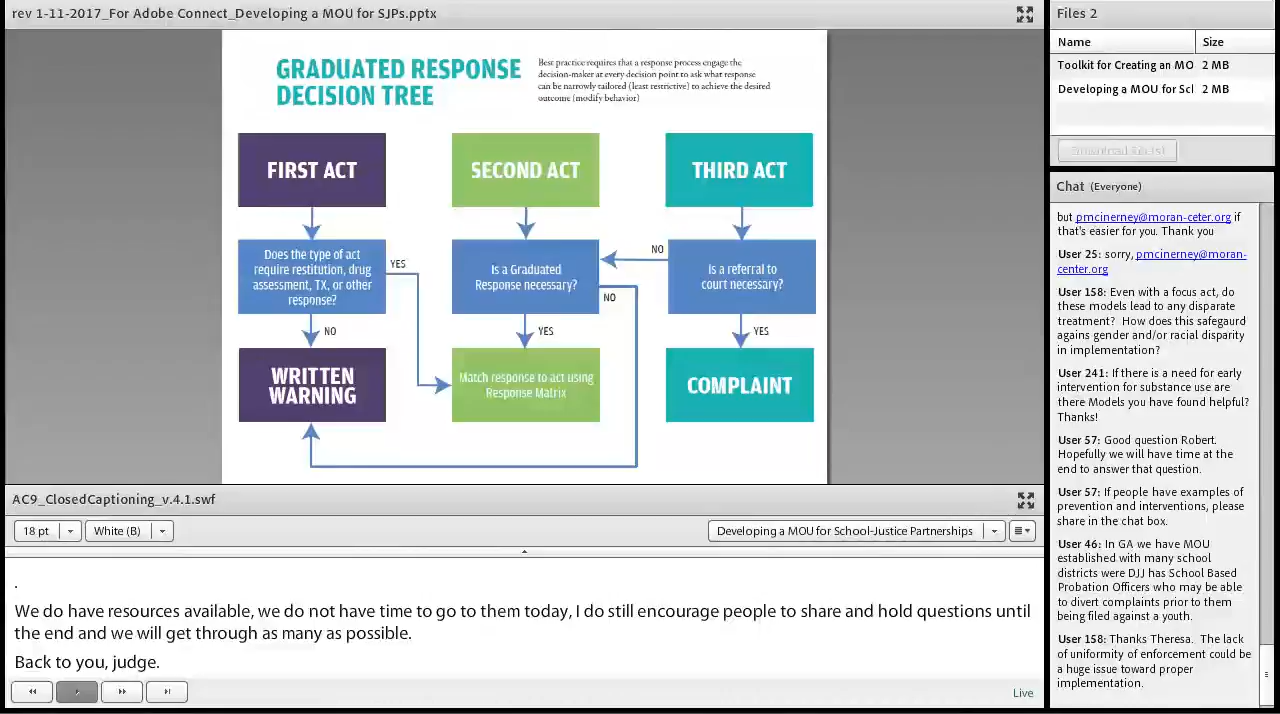 rev 1-11-2017_For Adobe Connect_Developing a MOU for SJPs.pptx
GRADUATED RESPONSE
DECISION TREE
Best practice requires that a response process engage the
decision-maker at every decision point to ask what response
can be narrowly tailored (least restrictive) to achieve the desired
outcome (modify behavior)
FIRST ACT
SECOND ACT
THIRD ACT
Does the type of act
require restitution, drug
assessment, TX, or other
response?
YES
Is a Graduated
Response necessary?
NO
NO
Is a referral to
court necessary?
NO
YES
YES
WRITTEN
WARNING
Match response to act using
Response Matrix
COMPLAINT
AC9_ClosedCaptioning_v.4.1.swf
18 pt
White (B)
Developing a MOU for School-Justice Partnerships
.
We do have resources available, we do not have time to go to them today, I do still encourage people to share and hold questions until
the end and we will get through as many as possible.
Back to you, judge.
Live
Files 2
Name Size
Toolkit for Creating an MO 2 MB
Developing a MOU for Scl 2 MB
Download File(s)
Chat (Everyone)
but pmcinerney@moran-ceter.org if
that's easier for you. Thank you
User 25: sorry, pmcinerney@moran-
center.org
User 158: Even with a focus act, do
these models lead to any disparate
treatment? How does this safegaurd
agains gender and/or racial disparity
in implementation?
User 241: If there is a need for early
intervention for substance use are
there Models you have found helpful?
Thanks!
User 57: Good question Robert.
Hopefully we will have time at the
end to answer that question.
User 57: If people have examples of
prevention and interventions, please
share in the chat box.
User 46: In GA we have MOU
established with many school
districts were DJJ has School Based
Probation Officers who may be able
to divert complaints prior to them
being filed against a youth.
User 158: Thanks Theresa. The lack
of uniformity of enforcement could be
a huge issue toward proper
implementation.